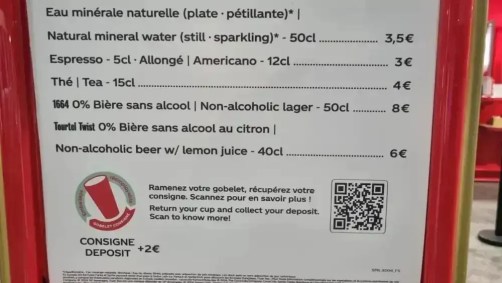 Eau minérale naturelle (plate · pétillante)* |
Natural mineral water (still · sparkling)* - 50cl .................... 3,5€
Espresso - 5cl · Allongé | Americano - 12cl .................... 3€
Thé | Tea - 15cl .................... 4€
1664 0% Bière sans alcool | Non-alcoholic lager - 50cl .......... 8€
Tourtel Twist 0% Bière sans alcool au citron |
Non-alcoholic beer w/ lemon juice - 40cl .................... 6€
Ramenez votre gobelet, récupérez votre
consigne. Scannez pour en savoir plus !
Return your cup and collect your deposit.
Scan to know more!
CONSIGNE
DEPOSIT +2€